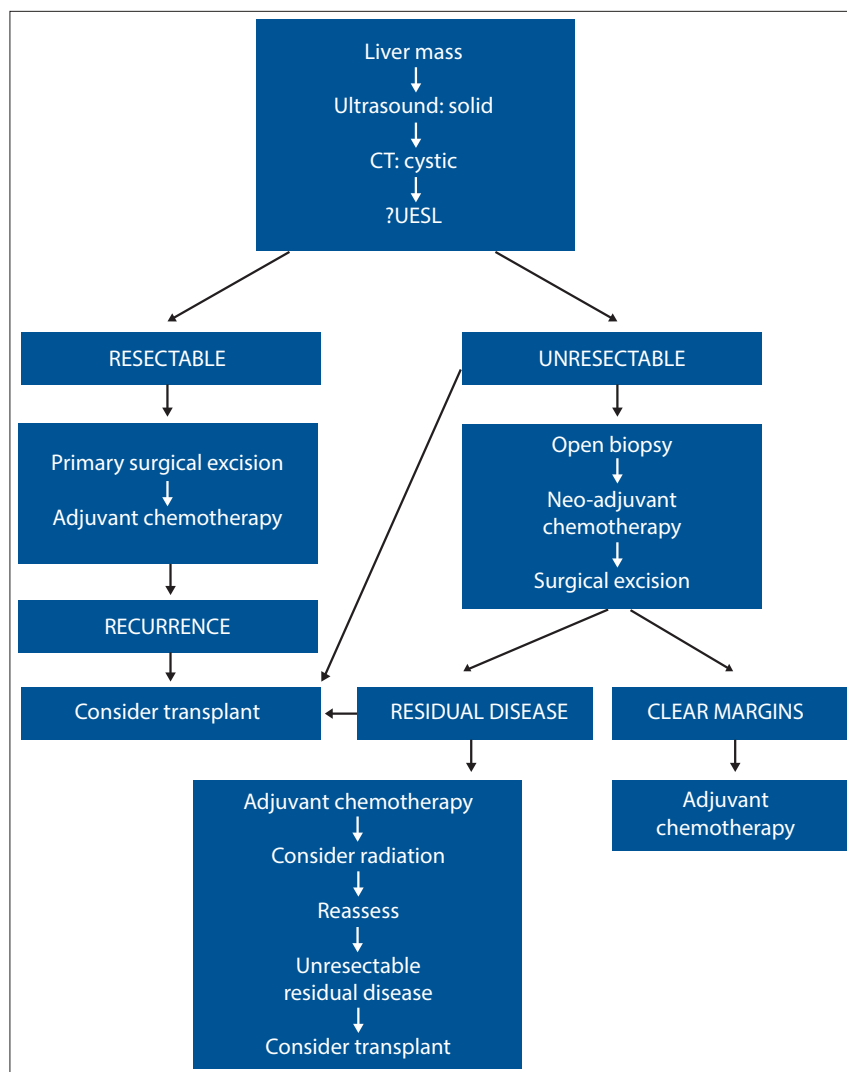 Liver mass
Ultrasound: solid
CT: cystic
?UESL
RESECTABLE
UNRESECTABLE
Primary surgical excision
Adjuvant chemotherapy
Open biopsy
Neo-adjuvant
chemotherapy
Surgical excision
RECURRENCE
Consider transplant
RESIDUAL DISEASE
CLEAR MARGINS
Adjuvant chemotherapy
Consider radiation
Reassess
Unresectable
residual disease
Consider transplant
Adjuvant
chemotherapy